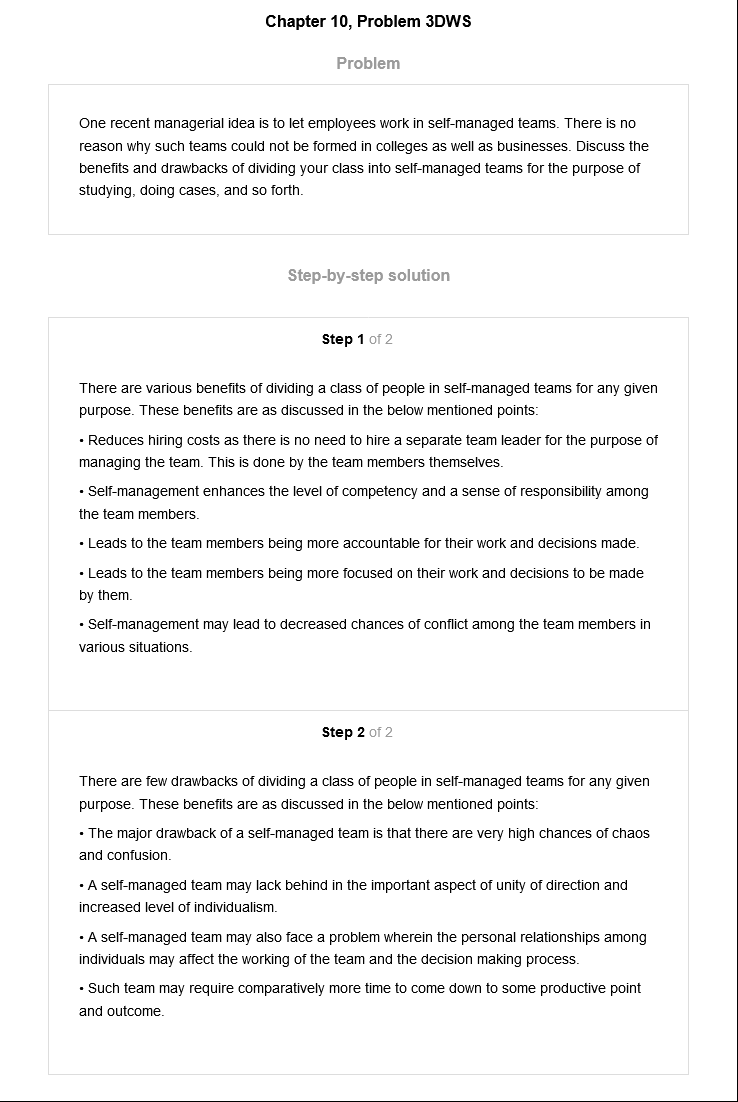 Chapter 10, Problem 3DWS
Problem
One recent managerial idea is to let employees work in self-managed teams. There is no
reason why such teams could not be formed in colleges as well as businesses. Discuss the
benefits and drawbacks of dividing your class into self-managed teams for the purpose of
studying, doing cases, and so forth.
Step-by-step solution
Step 1 of 2
There are various benefits of dividing a class of people in self-managed teams for any given
purpose. These benefits are as discussed in the below mentioned points:
• Reduces hiring costs as there is no need to hire a separate team leader for the purpose of
managing the team. This is done by the team members themselves.
• Self-management enhances the level of competency and a sense of responsibility among
the team members.
• Leads to the team members being more accountable for their work and decisions made.
• Leads to the team members being more focused on their work and decisions to be made
by them.
• Self-management may lead to decreased chances of conflict among the team members in
various situations.
Step 2 of 2
There are few drawbacks of dividing a class of people in self-managed teams for any given
purpose. These benefits are as discussed in the below mentioned points:
• The major drawback of a self-managed team is that there are very high chances of chaos
and confusion.
• A self-managed team may lack behind in the important aspect of unity of direction and
increased level of individualism.
• A self-managed team may also face a problem wherein the personal relationships among
individuals may affect the working of the team and the decision making process.
• Such team may require comparatively more time to come down to some productive point
and outcome.